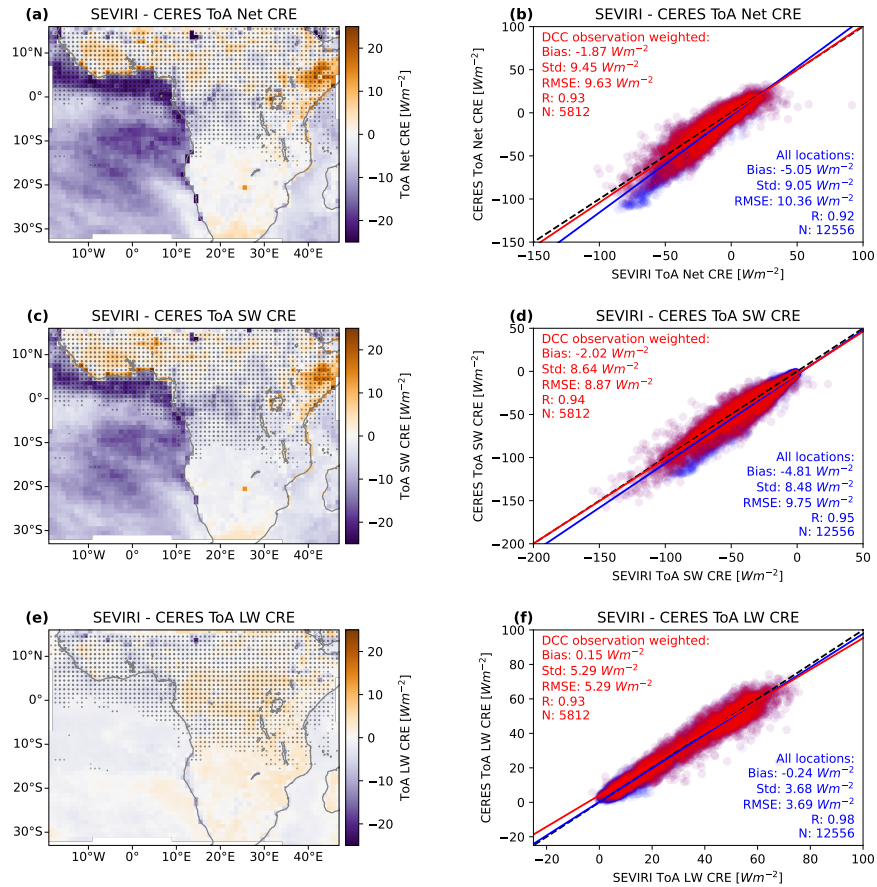 (a)
SEVIRI - CERES ToA Net CRE
10°N
0°
10°S
20°S
30°S
10°W
0°
10°E
20°E
30°E
40°E
20
10
0
−10
−20
ToA Net CRE [Wm⁻²]
(b)
SEVIRI - CERES ToA Net CRE
DCC observation weighted:
Bias: -1.87 Wm⁻²
Std: 9.45 Wm⁻²
RMSE: 9.63 Wm⁻²
R: 0.93
N: 5812
All locations:
Bias: -5.05 Wm⁻²
Std: 9.05 Wm⁻²
RMSE: 10.36 Wm⁻²
R: 0.92
N: 12556
CERES ToA Net CRE [Wm⁻²]
100
50
0
−50
−100
−150
−150
−100
−50
0
50
100
SEVIRI ToA Net CRE [Wm⁻²]
(c)
SEVIRI - CERES ToA SW CRE
10°N
0°
10°S
20°S
30°S
10°W
0°
10°E
20°E
30°E
40°E
20
10
0
−10
−20
ToA SW CRE [Wm⁻²]
(d)
SEVIRI - CERES ToA SW CRE
DCC observation weighted:
Bias: -2.02 Wm⁻²
Std: 8.64 Wm⁻²
RMSE: 8.87 Wm⁻²
R: 0.94
N: 5812
All locations:
Bias: -4.81 Wm⁻²
Std: 8.48 Wm⁻²
RMSE: 9.75 Wm⁻²
R: 0.95
N: 12556
CERES ToA SW CRE [Wm⁻²]
50
0
−50
−100
−150
−200
−200
−150
−100
−50
0
50
SEVIRI ToA SW CRE [Wm⁻²]
(e)
SEVIRI - CERES ToA LW CRE
10°N
0°
10°S
20°S
30°S
10°W
0°
10°E
20°E
30°E
40°E
20
10
0
−10
−20
ToA LW CRE [Wm⁻²]
(f)
SEVIRI - CERES ToA LW CRE
DCC observation weighted:
Bias: 0.15 Wm⁻²
Std: 5.29 Wm⁻²
RMSE: 5.29 Wm⁻²
R: 0.93
N: 5812
All locations:
Bias: -0.24 Wm⁻²
Std: 3.68 Wm⁻²
RMSE: 3.69 Wm⁻²
R: 0.98
N: 12556
CERES ToA LW CRE [Wm⁻²]
100
80
60
40
20
0
−20
−20
0
20
40
60
80
100
SEVIRI ToA LW CRE [Wm⁻²]